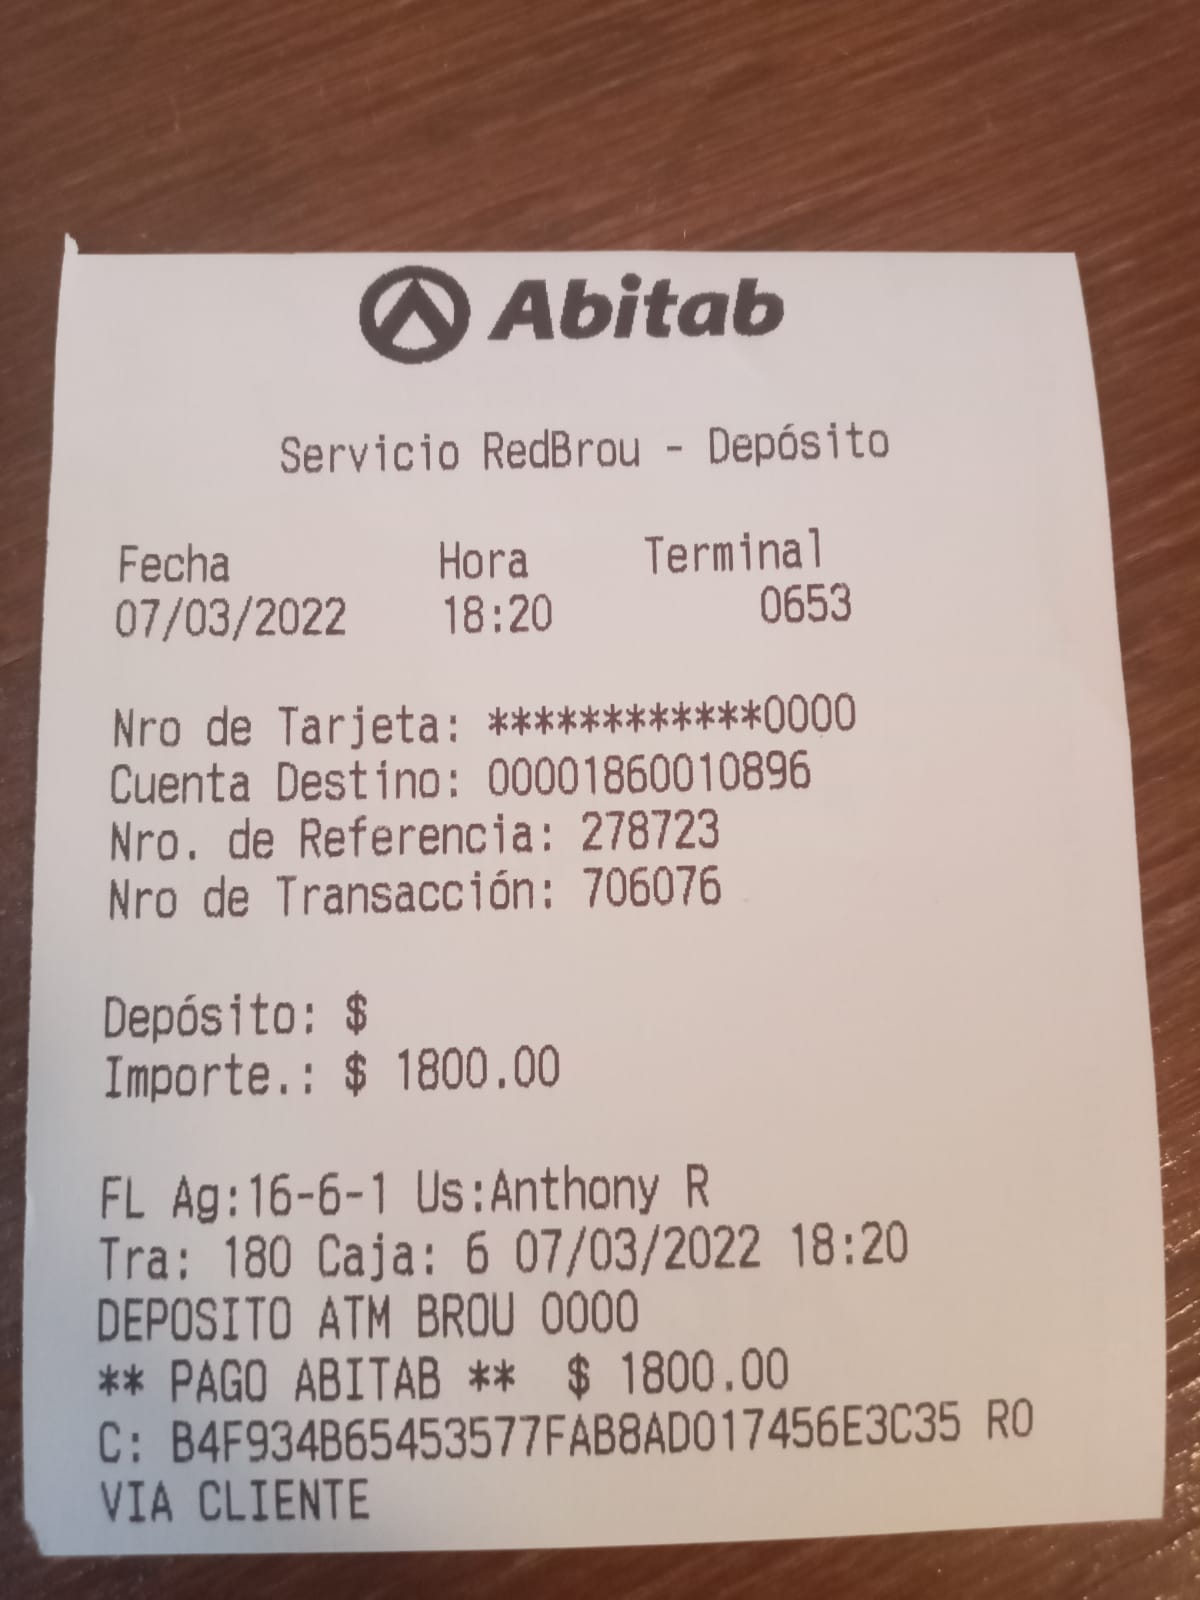 Abitab
Servicio RedBrou - Depósito
Fecha Hora Terminal
07/03/2022 18:20 0653
Nro de Tarjeta: ************0000
Cuenta Destino: 00001860010896
Nro. de Referencia: 278723
Nro de Transacción: 706076
Depósito: $
Importe.: $ 1800.00
FL Ag:16-6-1 Us:Anthony R
Tra: 180 Caja: 6 07/03/2022 18:20
DEPOSITO ATM BROU 0000
** PAGO ABITAB ** $ 1800.00
C: B4F934B65453577FAB8AD017456E3C35 RO
VIA CLIENTE